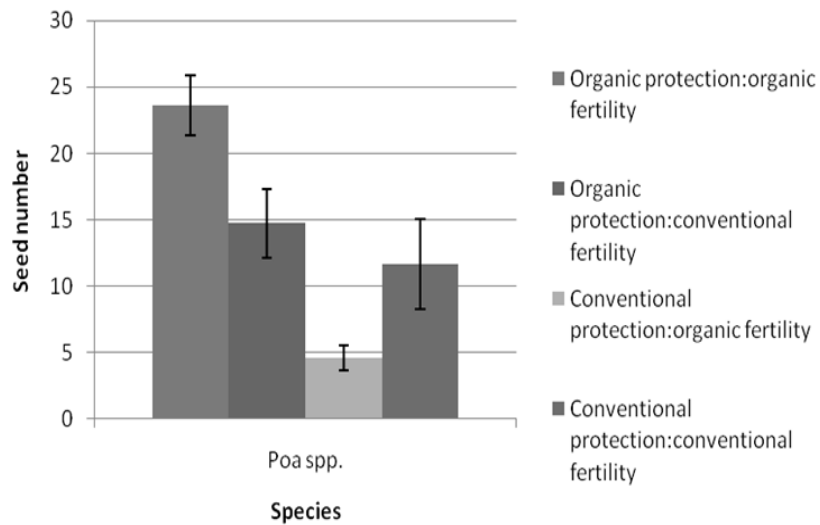 30
25
20
15
10
5
0
Seed number
Poa spp.
Species
Organic protection:organic
fertility
Organic
protection:conventional
fertility
Conventional
protection:organic fertility
Conventional
protection:conventional
fertility